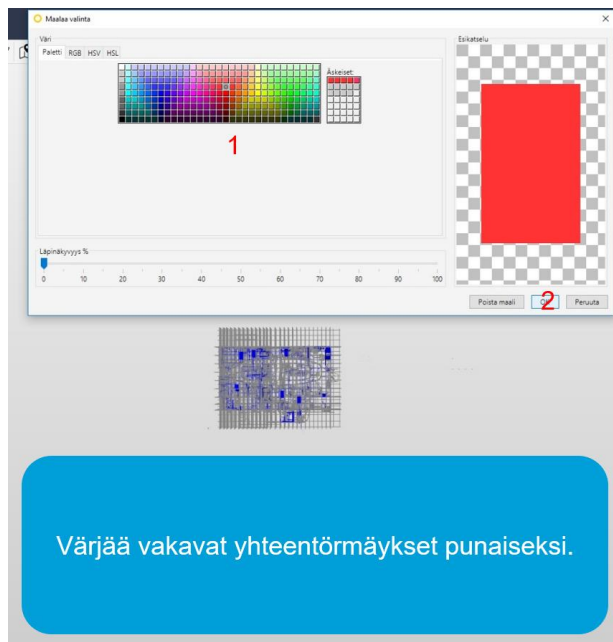 Maalaa valinta
Väri
Paletti RGB HSV HSL
Äskeiset:
1
Läpinäkyvyys %
0 10 20 30 40 50 60 70 80 90 100
Esikatselu
Poista maali OK Peruuta
2
Värjää vakavat yhteentörmäykset punaiseksi.